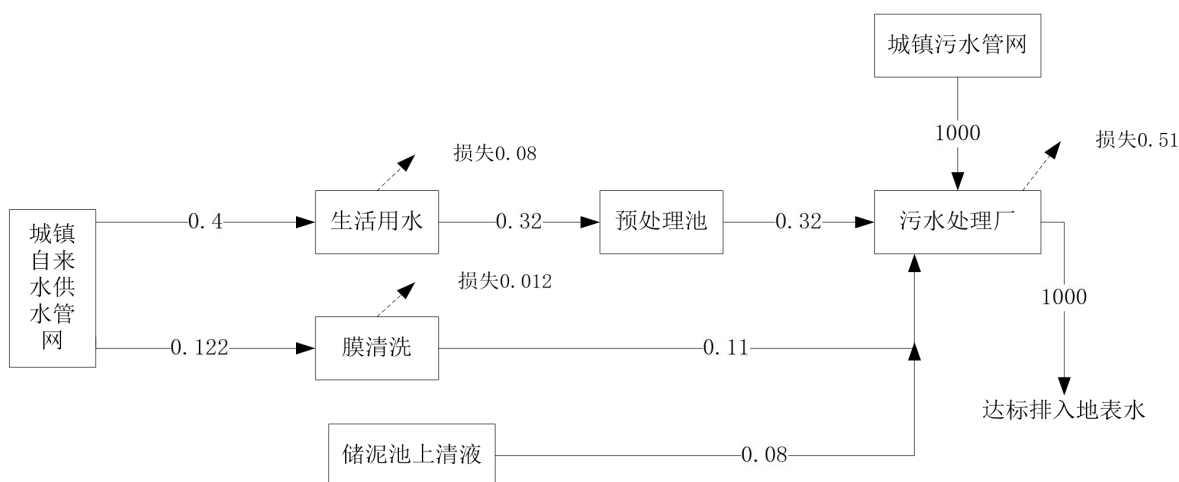 城镇污水管网
1000
损失0.51
损失0.08
城镇
自来
水供
水管
网
0.4
生活用水
0.32
预处理池
0.32
污水处理厂
损失0.012
1000
0.122
膜清洗
0.11
达标排入地表水
储泥池上清液
0.08